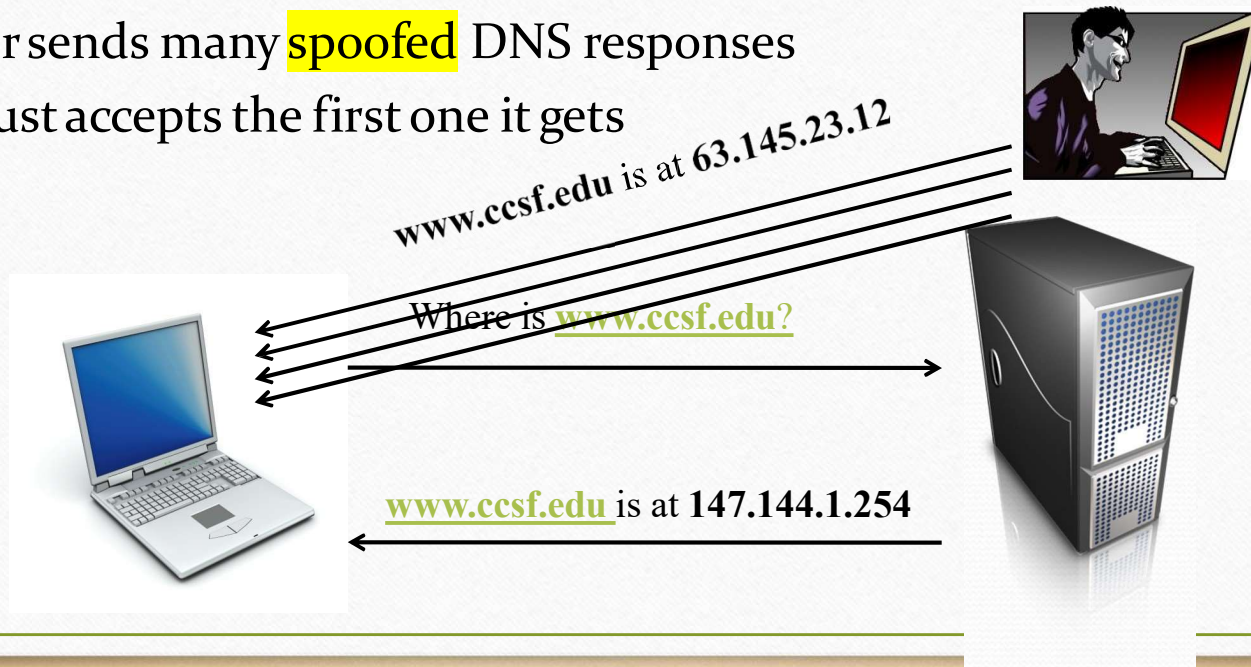 r sends many spoofed DNS responses
ust accepts the first one it gets
www.ccsf.edu is at 63.145.23.12
Where is www.ccsf.edu?
www.ccsf.edu is at 147.144.1.254